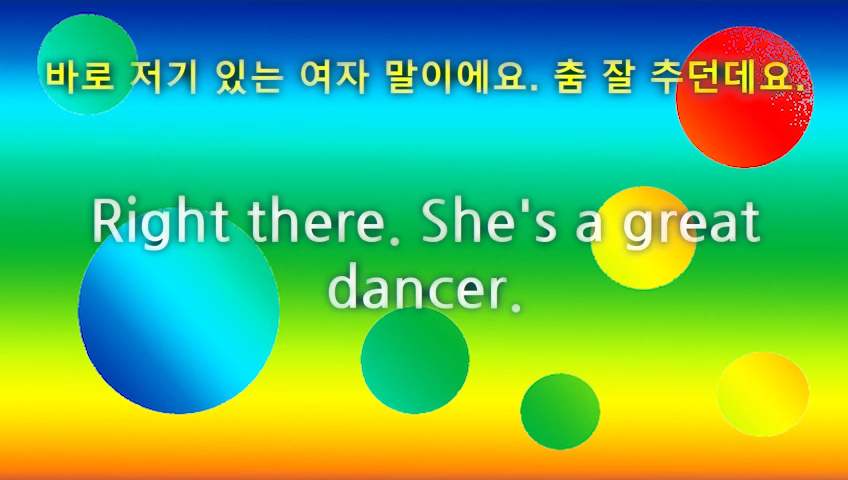 바로 저기 있는 여자 말이에요. 춤 잘 추던데요.
Right there. She's a great
dancer.